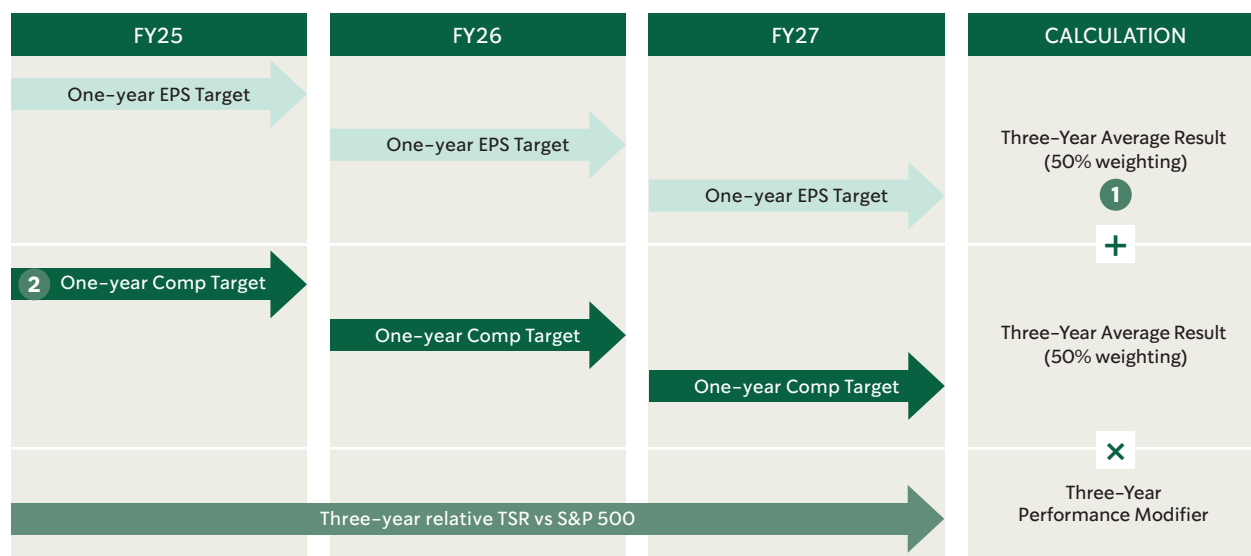 FY25
FY26
FY27
CALCULATION
One-year EPS Target
One-year EPS Target
One-year EPS Target
Three-Year Average Result
(50% weighting)
1
+
2 One-year Comp Target
One-year Comp Target
One-year Comp Target
Three-Year Average Result
(50% weighting)
×
Three-year relative TSR vs S&P 500
Three-Year
Performance Modifier